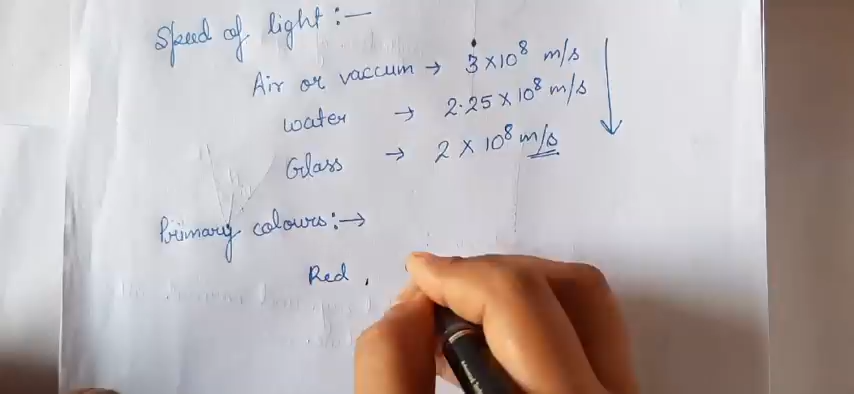 Speed of light :-
Air or vaccum → 3 × 10⁸ m/s
water → 2.25 × 10⁸ m/s
Glass → 2 × 10⁸ m/s
Primary colours :→
Red ,